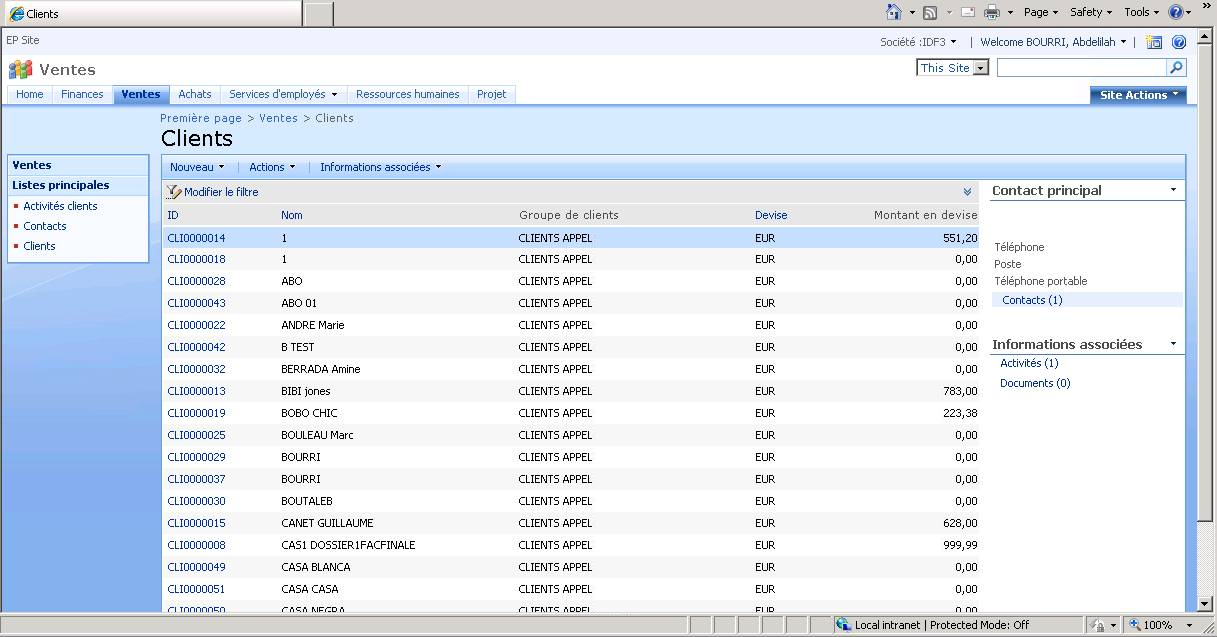 Clients
Page Safety Tools
EP Site
Société :IDF3 | Welcome BOURRI, Abdelilah |
Ventes
This Site
Home Finances Ventes Achats Services d'employés Ressources humaines Projet
Site Actions
Première page > Ventes > Clients
Clients
Ventes
Listes principales
Activités clients
Contacts
Clients
Nouveau Actions Informations associées
Modifier le filtre
ID Nom Groupe de clients Devise Montant en devise
CLI0000014 1 CLIENTS APPEL EUR 551,20
CLI0000018 1 CLIENTS APPEL EUR 0,00
CLI0000028 ABO CLIENTS APPEL EUR 0,00
CLI0000043 ABO 01 CLIENTS APPEL EUR 0,00
CLI0000022 ANDRE Marie CLIENTS APPEL EUR 0,00
CLI0000042 B TEST CLIENTS APPEL EUR 0,00
CLI0000032 BERRADA Amine CLIENTS APPEL EUR 0,00
CLI0000013 BIBI jones CLIENTS APPEL EUR 783,00
CLI0000019 BOBO CHIC CLIENTS APPEL EUR 223,38
CLI0000025 BOULEAU Marc CLIENTS APPEL EUR 0,00
CLI0000029 BOURRI CLIENTS APPEL EUR 0,00
CLI0000037 BOURRI CLIENTS APPEL EUR 0,00
CLI0000030 BOUTALEB CLIENTS APPEL EUR 0,00
CLI0000015 CANET GUILLAUME CLIENTS APPEL EUR 628,00
CLI0000008 CAS1 DOSSIER1FACFINALE CLIENTS APPEL EUR 999,99
CLI0000049 CASA BLANCA CLIENTS APPEL EUR 0,00
CLI0000051 CASA CASA CLIENTS APPEL EUR 0,00
CLI0000050 CASA NEGRA CLIENTS APPEL EUR 0,00
Contact principal
Téléphone
Poste
Téléphone portable
Contacts (1)
Informations associées
Activités (1)
Documents (0)
Local intranet | Protected Mode: Off 100%